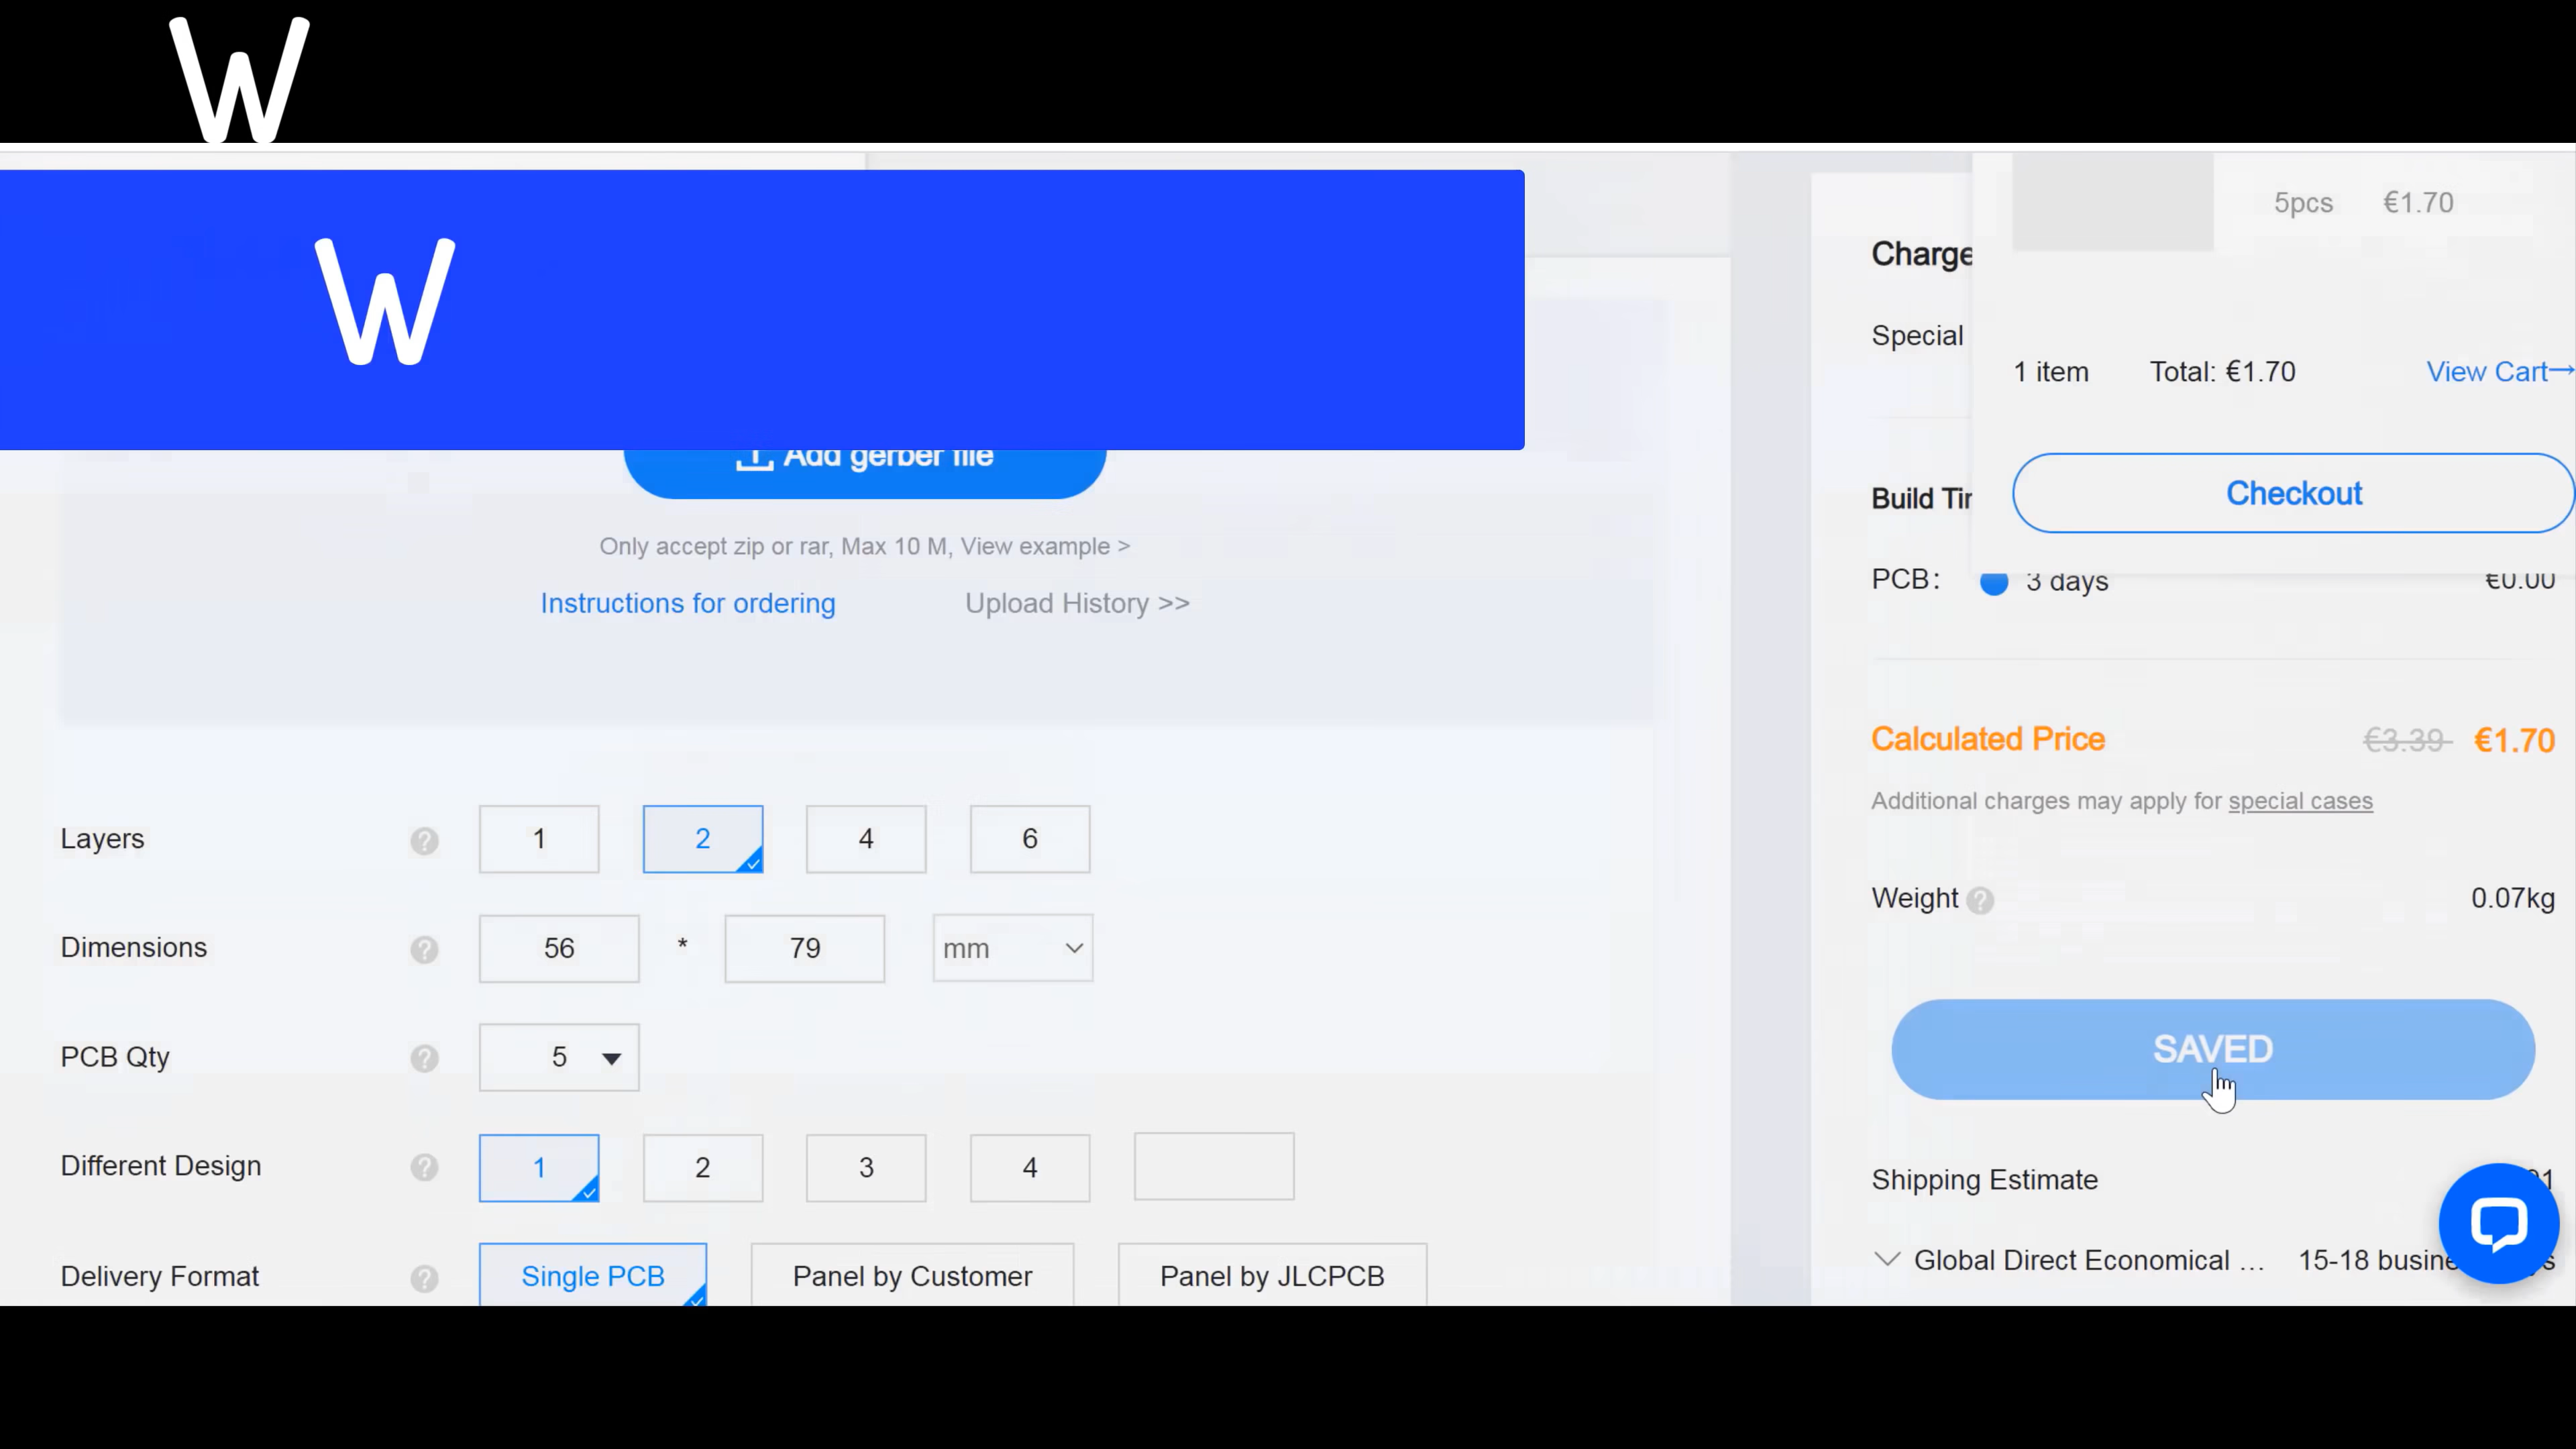 W
W
Add gerber file
Only accept zip or rar, Max 10 M, View example >
Instructions for ordering
Upload History >>
Layers ? 1 2 4 6
Dimensions ? 56 * 79 mm
PCB Qty ? 5
Different Design ? 1 2 3 4
Delivery Format ? Single PCB Panel by Customer Panel by JLCPCB
5pcs €1.70
Charge
Special
1 item Total: €1.70 View Cart→
Checkout
Build
PCB: 3 days €0.00
Calculated Price €3.39 €1.70
Additional charges may apply for special cases
Weight ? 0.07kg
SAVED
Shipping Estimate
Global Direct Economical ... 15-18